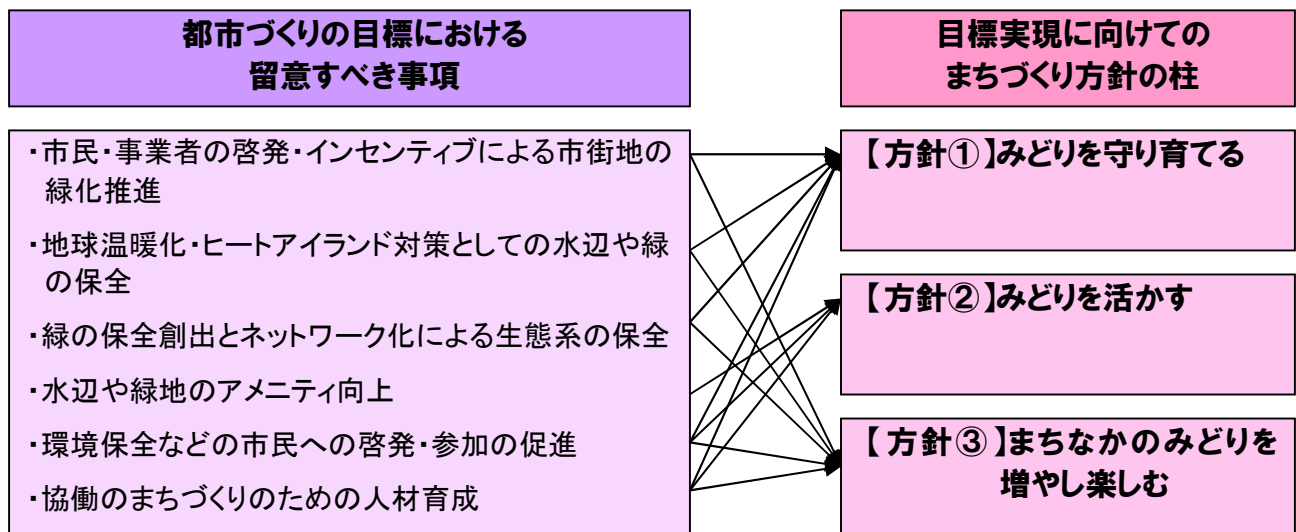 都市づくりの目標における
留意すべき事項
・市民・事業者の啓発・インセンティブによる市街地の
緑化推進
・地球温暖化・ヒートアイランド対策としての水辺や緑
の保全
・緑の保全創出とネットワーク化による生態系の保全
・水辺や緑地のアメニティ向上
・環境保全などの市民への啓発・参加の促進
・協働のまちづくりのための人材育成
目標実現に向けての
まちづくり方針の柱
【方針①】みどりを守り育てる
【方針②】みどりを活かす
【方針③】まちなかのみどりを
増やし楽しむ